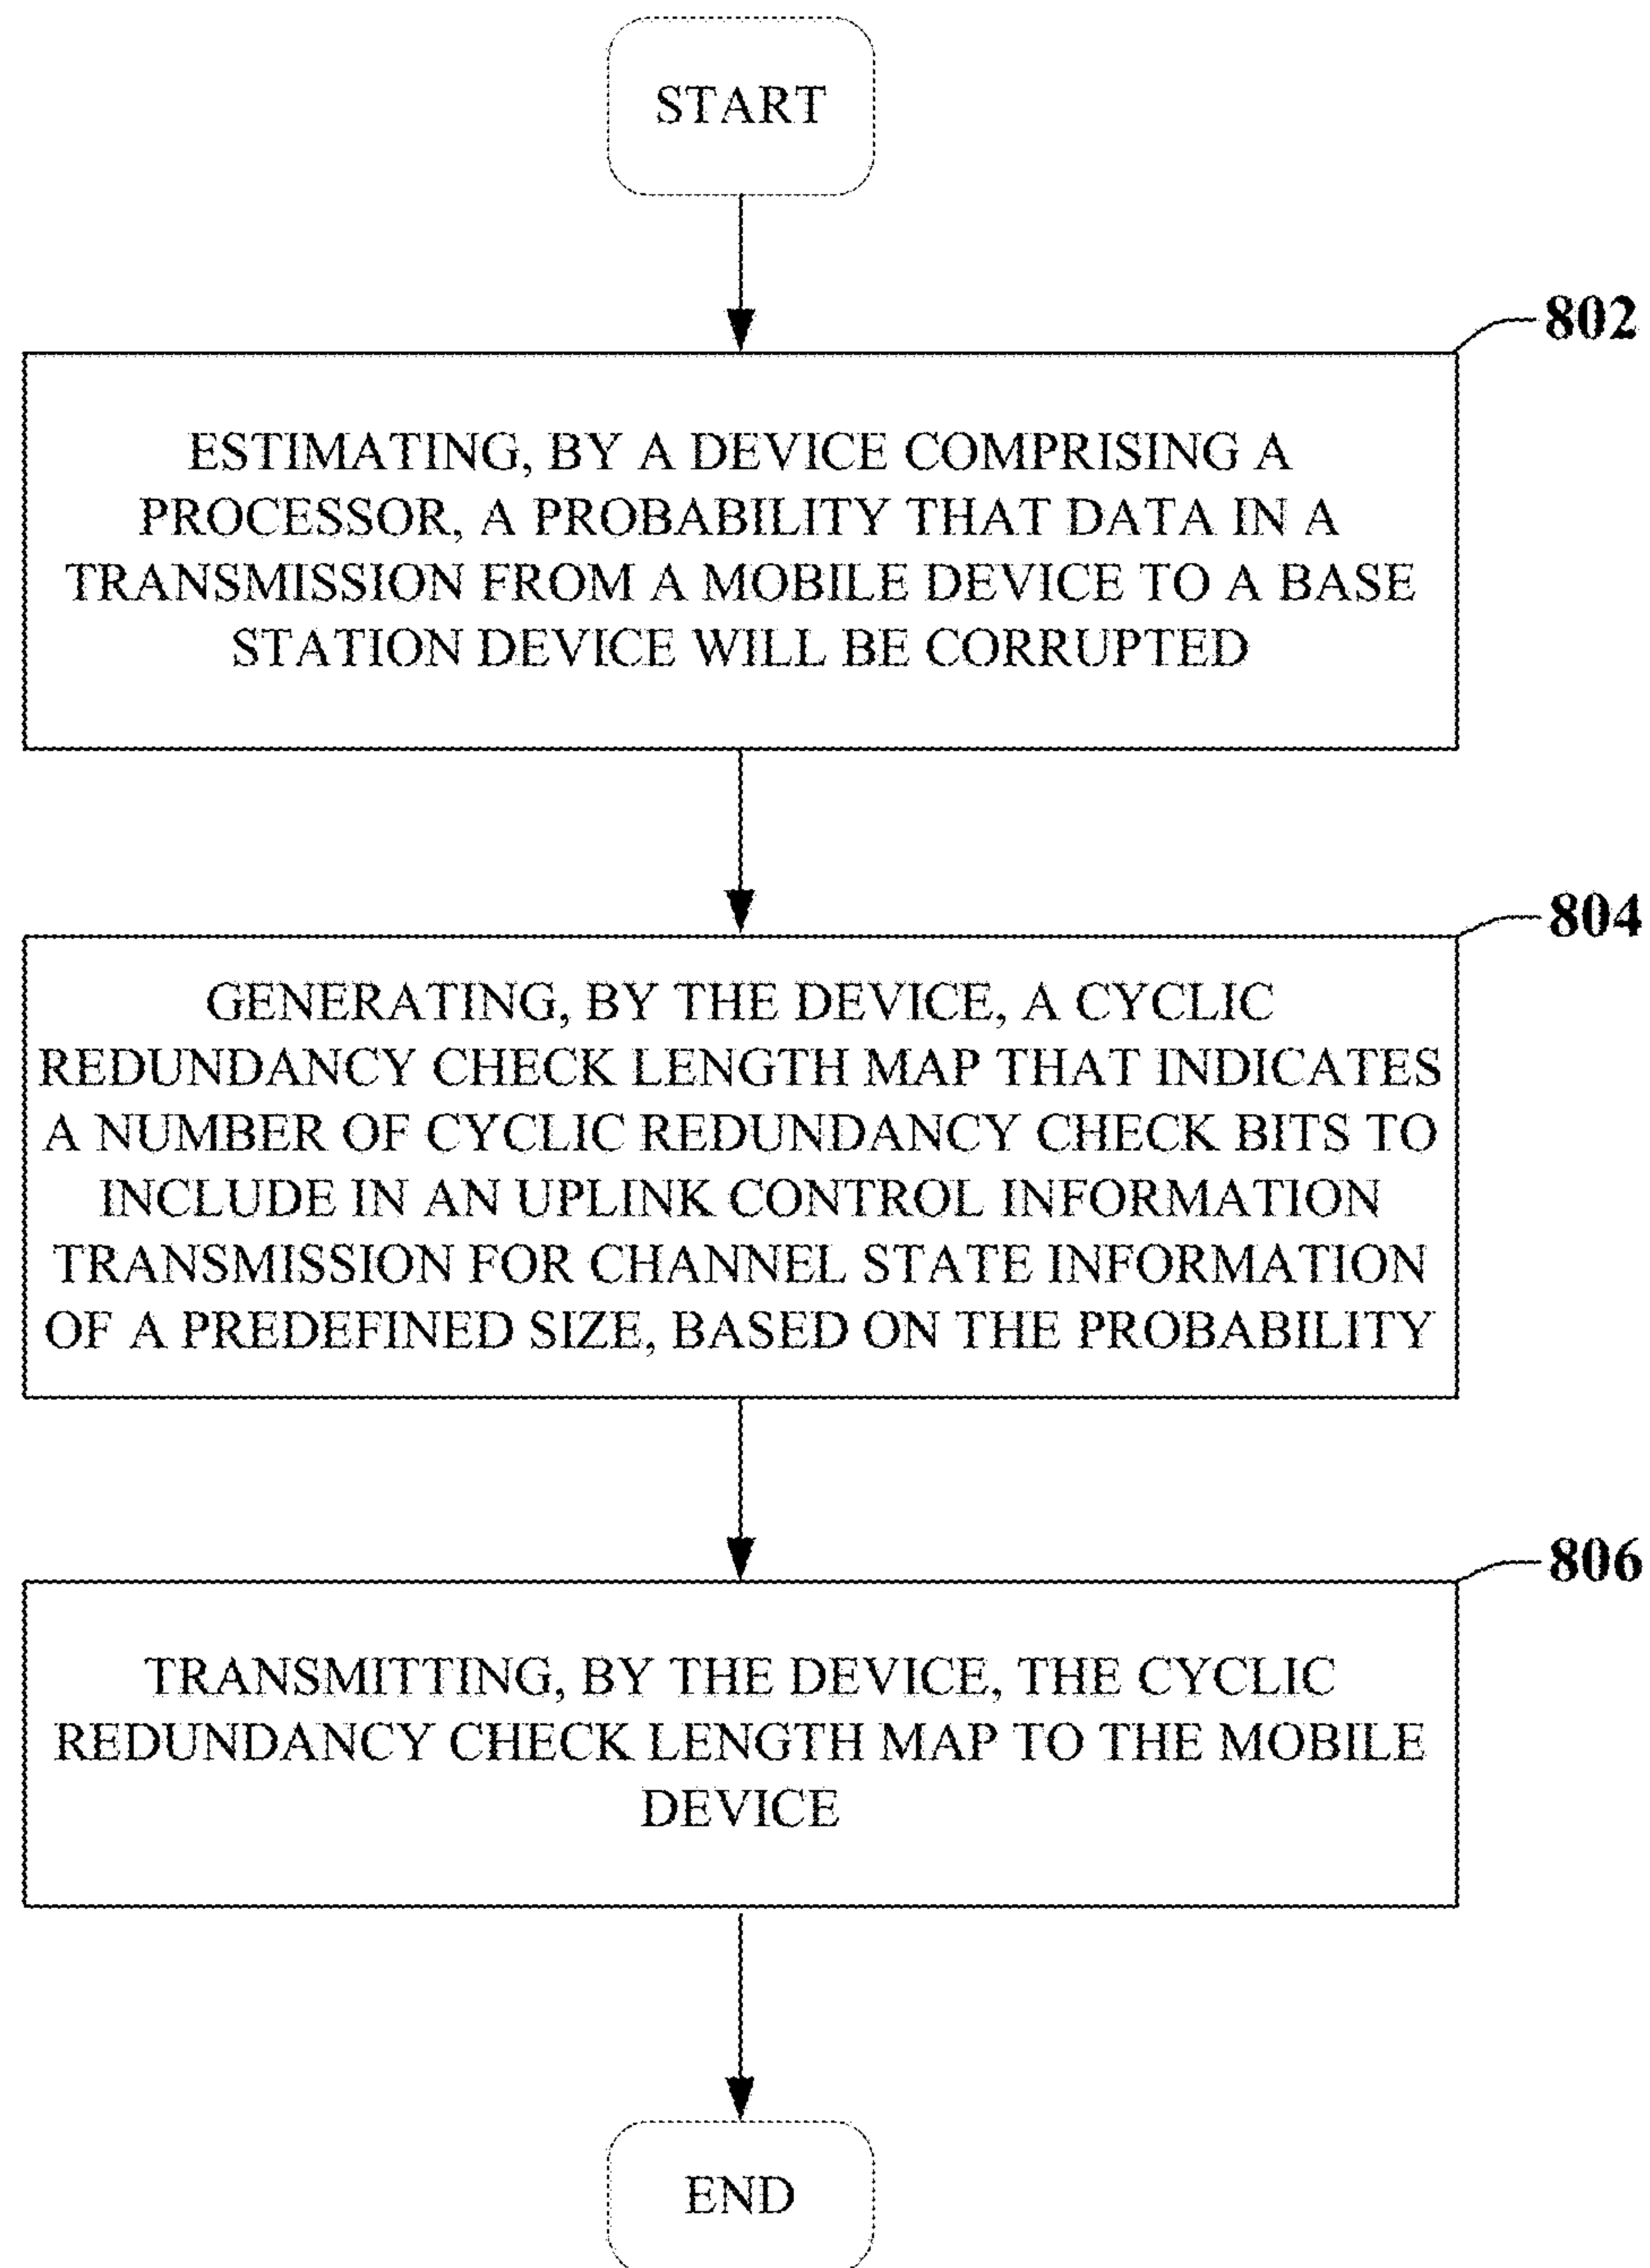 START
802
ESTIMATING, BY A DEVICE COMPRISING A
PROCESSOR, A PROBABILITY THAT DATA IN A
TRANSMISSION FROM A MOBILE DEVICE TO A BASE
STATION DEVICE WILL BE CORRUPTED
804
GENERATING, BY THE DEVICE, A CYCLIC
REDUNDANCY CHECK LENGTH MAP THAT INDICATES
A NUMBER OF CYCLIC REDUNDANCY CHECK BITS TO
INCLUDE IN AN UPLINK CONTROL INFORMATION
TRANSMISSION FOR CHANNEL STATE INFORMATION
OF A PREDEFINED SIZE, BASED ON THE PROBABILITY
806
TRANSMITTING, BY THE DEVICE, THE CYCLIC
REDUNDANCY CHECK LENGTH MAP TO THE MOBILE
DEVICE
END